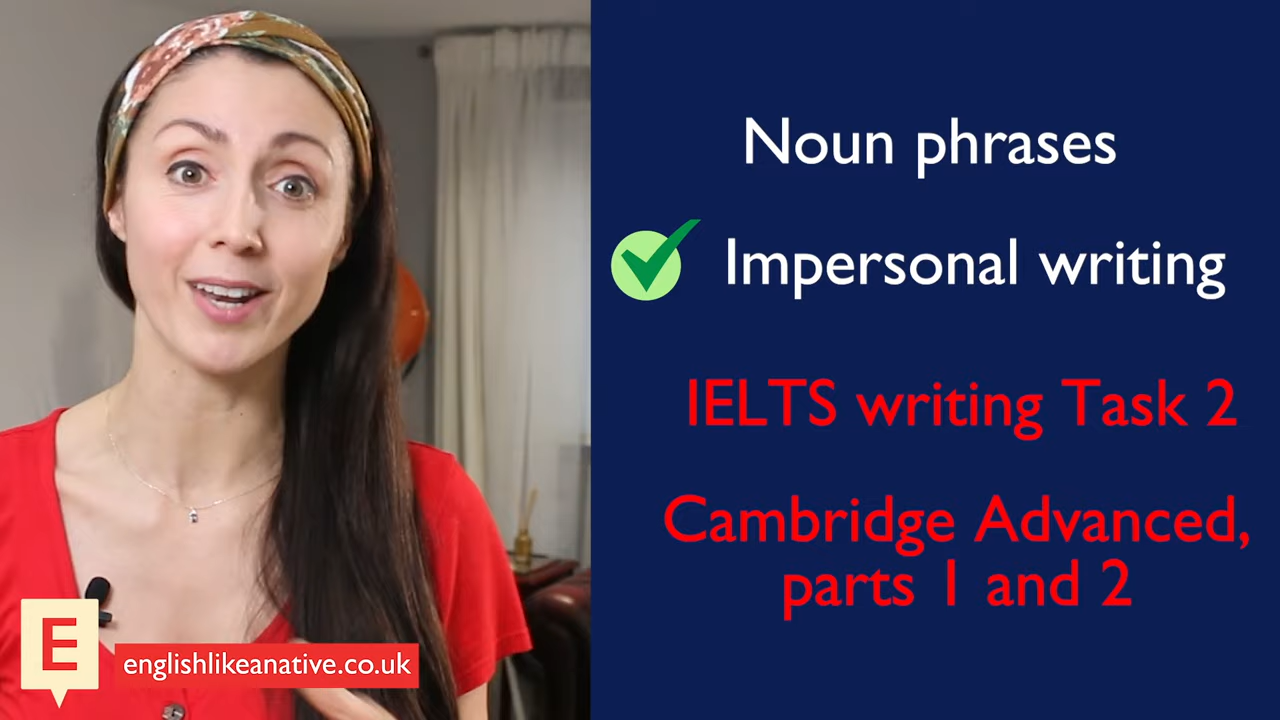 Noun phrases
Impersonal writing
IELTS writing Task 2
Cambridge Advanced,
parts 1 and 2
E
englishlikeanative.co.uk